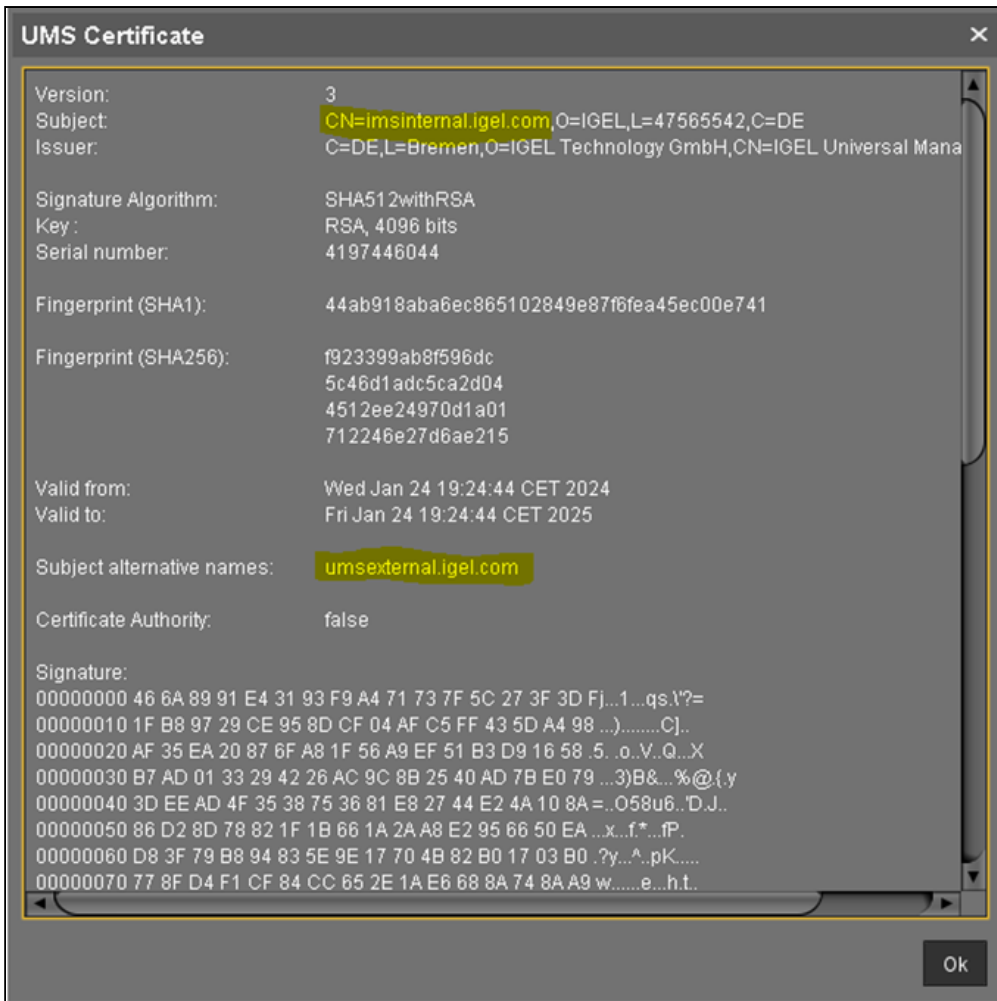 UMS Certificate
Version: 3
Subject: CN=imsinternal.igel.com,O=IGEL,L=47565542,C=DE
Issuer: C=DE,L=Bremen,O=IGEL Technology GmbH,CN=IGEL Universal Mana
Signature Algorithm: SHA512withRSA
Key : RSA, 4096 bits
Serial number: 4197446044
Fingerprint (SHA1): 44ab918aba6ec865102849e87f6fea45ec00e741
Fingerprint (SHA256): f923399ab8f596dc
5c46d1adc5ca2d04
4512ee24970d1a01
712246e27d6ae215
Valid from: Wed Jan 24 19:24:44 CET 2024
Valid to: Fri Jan 24 19:24:44 CET 2025
Subject alternative names: umsexternal.igel.com
Certificate Authority: false
Signature:
00000000 46 6A 89 91 E4 31 93 F9 A4 71 73 7F 5C 27 3F 3D Fj...1...qs.\'?=
00000010 1F B8 97 29 CE 95 8D CF 04 AF C5 FF 43 5D A4 98 ...)........C]..
00000020 AF 35 EA 20 87 6F A8 1F 56 A9 EF 51 B3 D9 16 58 .5. .o..V..Q...X
00000030 B7 AD 01 33 29 42 26 AC 9C 8B 25 40 AD 7B E0 79 ...3)B&...%@.{.y
00000040 3D EE AD 4F 35 38 75 36 81 E8 27 44 E2 4A 10 8A =..O58u6..'D.J..
00000050 86 D2 8D 78 82 1F 1B 66 1A 2A A8 E2 95 66 50 EA ...x...f.*...fP.
00000060 D8 3F 79 B8 94 83 5E 9E 17 70 4B 82 B0 17 03 B0 .?y...^..pK.....
00000070 77 8F D4 F1 CF 84 CC 65 2E 1A E6 68 8A 74 8A A9 w......e...h.t..
Ok